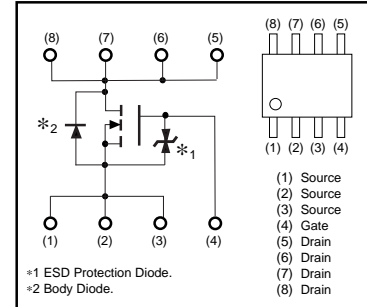 (8) (7) (6) (5)
(8) (7) (6) (5)
∗2
∗1
(1) (2) (3) (4)
(1) (2) (3) (4)
(1) Source
(2) Source
(3) Source
(4) Gate
(5) Drain
(6) Drain
(7) Drain
(8) Drain
∗1 ESD Protection Diode.
∗2 Body Diode.